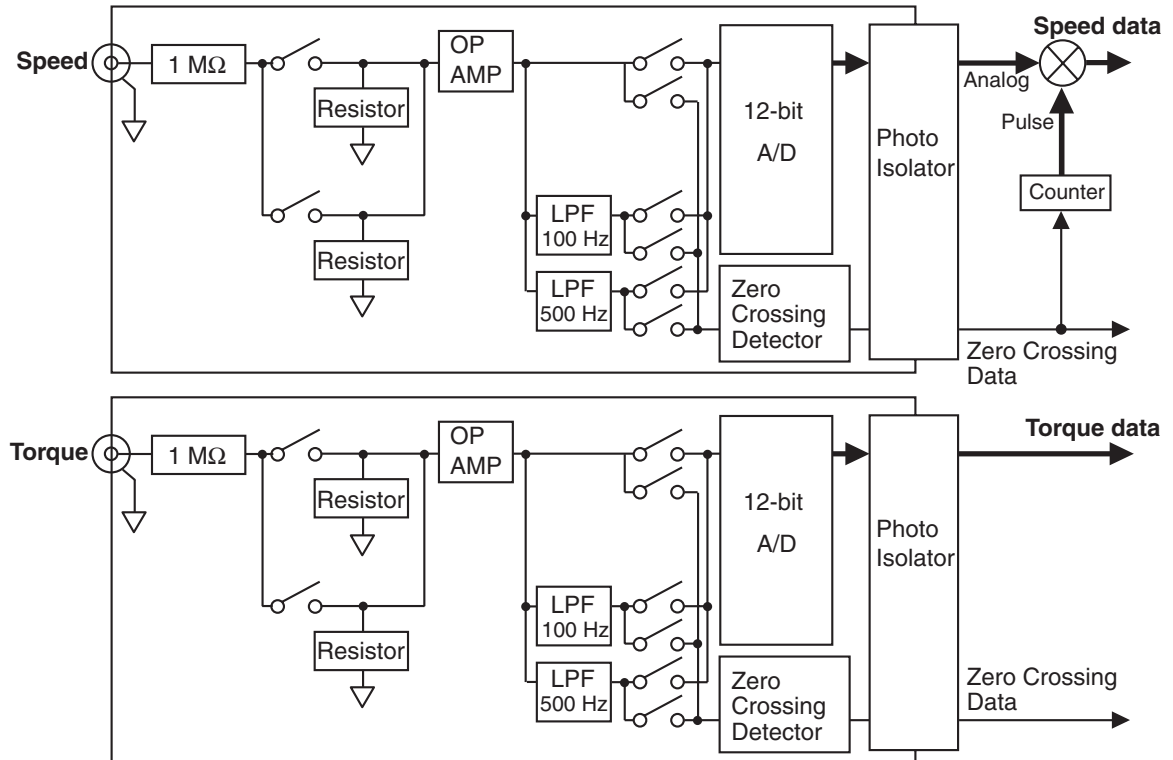 Speed
1 MΩ
Resistor
Resistor
OP
AMP
LPF
100 Hz
LPF
500 Hz
12-bit
A/D
Zero
Crossing
Detector
Photo
Isolator
Analog
Speed data
Pulse
Counter
Zero Crossing
Data
Torque
1 MΩ
Resistor
Resistor
OP
AMP
LPF
100 Hz
LPF
500 Hz
12-bit
A/D
Zero
Crossing
Detector
Photo
Isolator
Torque data
Zero Crossing
Data